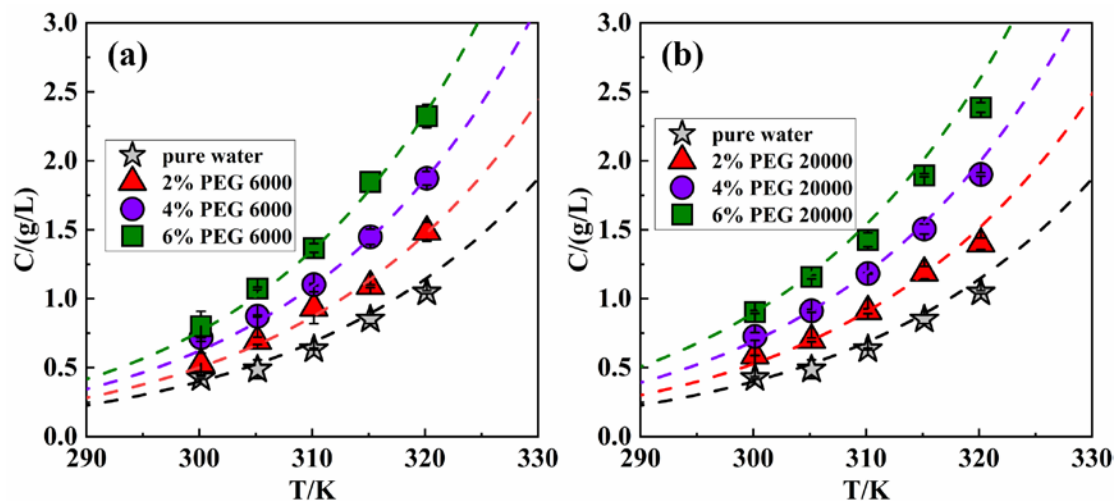 (a)
C/(g/L)
3.0
2.5
2.0
1.5
1.0
0.5
0.0
pure water
2% PEG 6000
4% PEG 6000
6% PEG 6000
290
300
310
320
330
T/K
(b)
C/(g/L)
3.0
2.5
2.0
1.5
1.0
0.5
0.0
pure water
2% PEG 20000
4% PEG 20000
6% PEG 20000
290
300
310
320
330
T/K